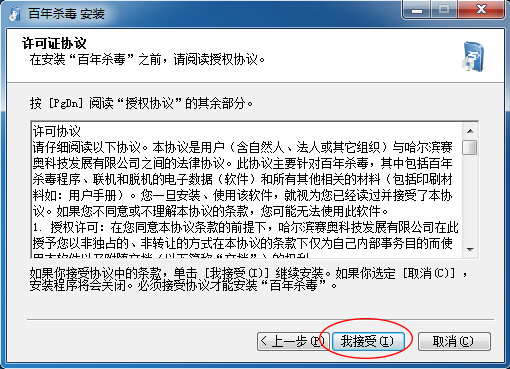 百年杀毒 安装
许可证协议
在安装“百年杀毒”之前，请阅读授权协议。
按 [PgDn] 阅读“授权协议”的其余部分。
许可协议
请仔细阅读以下协议。本协议是用户（含自然人、法人或其它组织）与哈尔滨赛
奥科技发展有限公司之间的法律协议。此协议主要针对百年杀毒，其中包括百年
杀毒程序、联机和脱机的电子数据（软件）和所有其他相关的材料（包括印刷材
料如：用户手册）。您一旦安装、使用该软件，就视为您已经读过并接受了本协
议。如果您不同意或不理解本协议的条款，您可能无法使用此软件。
1. 授权许可：在您同意本协议条款的前提下，哈尔滨赛奥科技发展有限公司在此
授予您以非独占的、非转让的方式在本协议的条款下仅为自己内部事务目的而使
用本软件以及附随文档（以下简称“文档”）的权利
如果你接受协议中的条款，单击 [我接受(I)] 继续安装。如果你选定 [取消(C)] ，
安装程序将会关闭。必须接受协议才能安装“百年杀毒”。
< 上一步(P)
我接受(I)
取消(C)